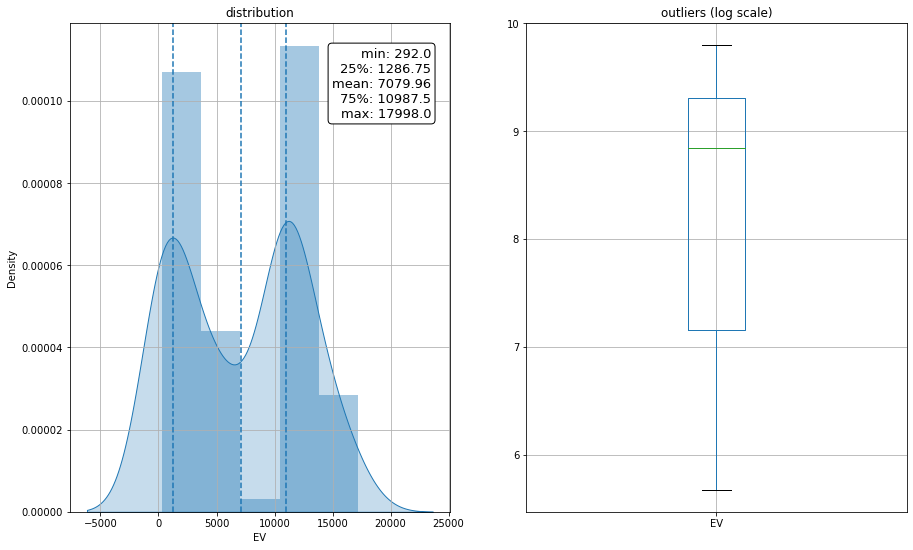 distribution
outliers (log scale)
min: 292.0
25%: 1286.75
mean: 7079.96
75%: 10987.5
max: 17998.0
0.00010
0.00008
0.00006
0.00004
0.00002
0.00000
Density
−5000 0 5000 10000 15000 20000 25000
EV
10
9
8
7
6
EV